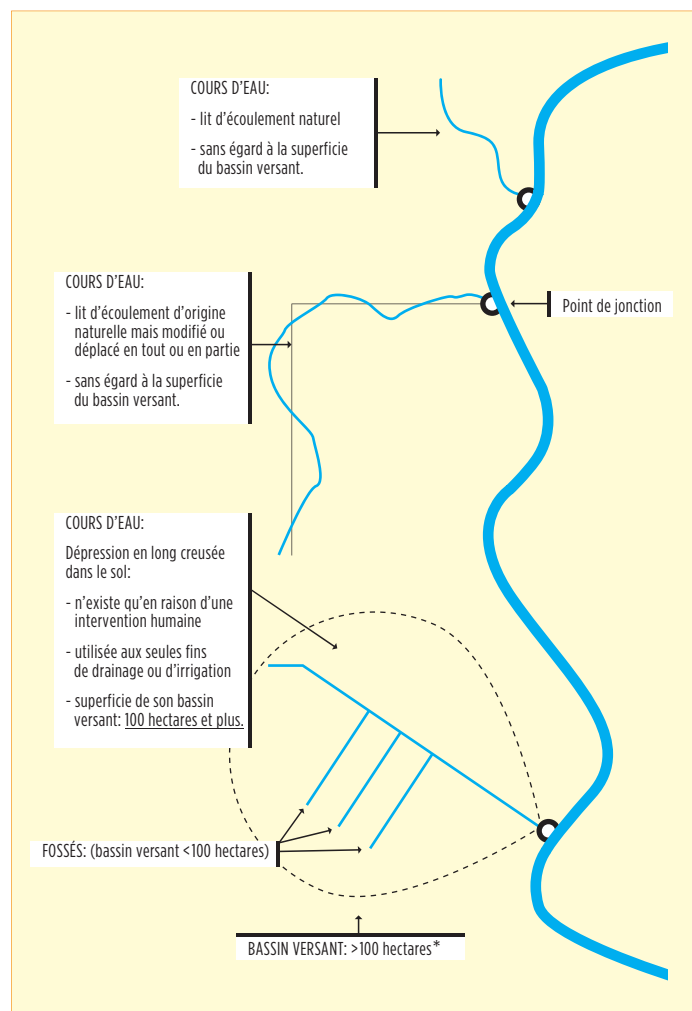 COURS D'EAU:
- lit d'écoulement naturel
- sans égard à la superficie
du bassin versant.
COURS D'EAU:
- lit d'écoulement d'origine
naturelle mais modifié ou
déplacé en tout ou en partie
- sans égard à la superficie
du bassin versant.
Point de jonction
COURS D'EAU:
Dépression en long creusée
dans le sol:
- n'existe qu'en raison d'une
intervention humaine
- utilisée aux seules fins
de drainage ou d'irrigation
- superficie de son bassin
versant: 100 hectares et plus.
FOSSÉS: (bassin versant <100 hectares)
BASSIN VERSANT: >100 hectares*